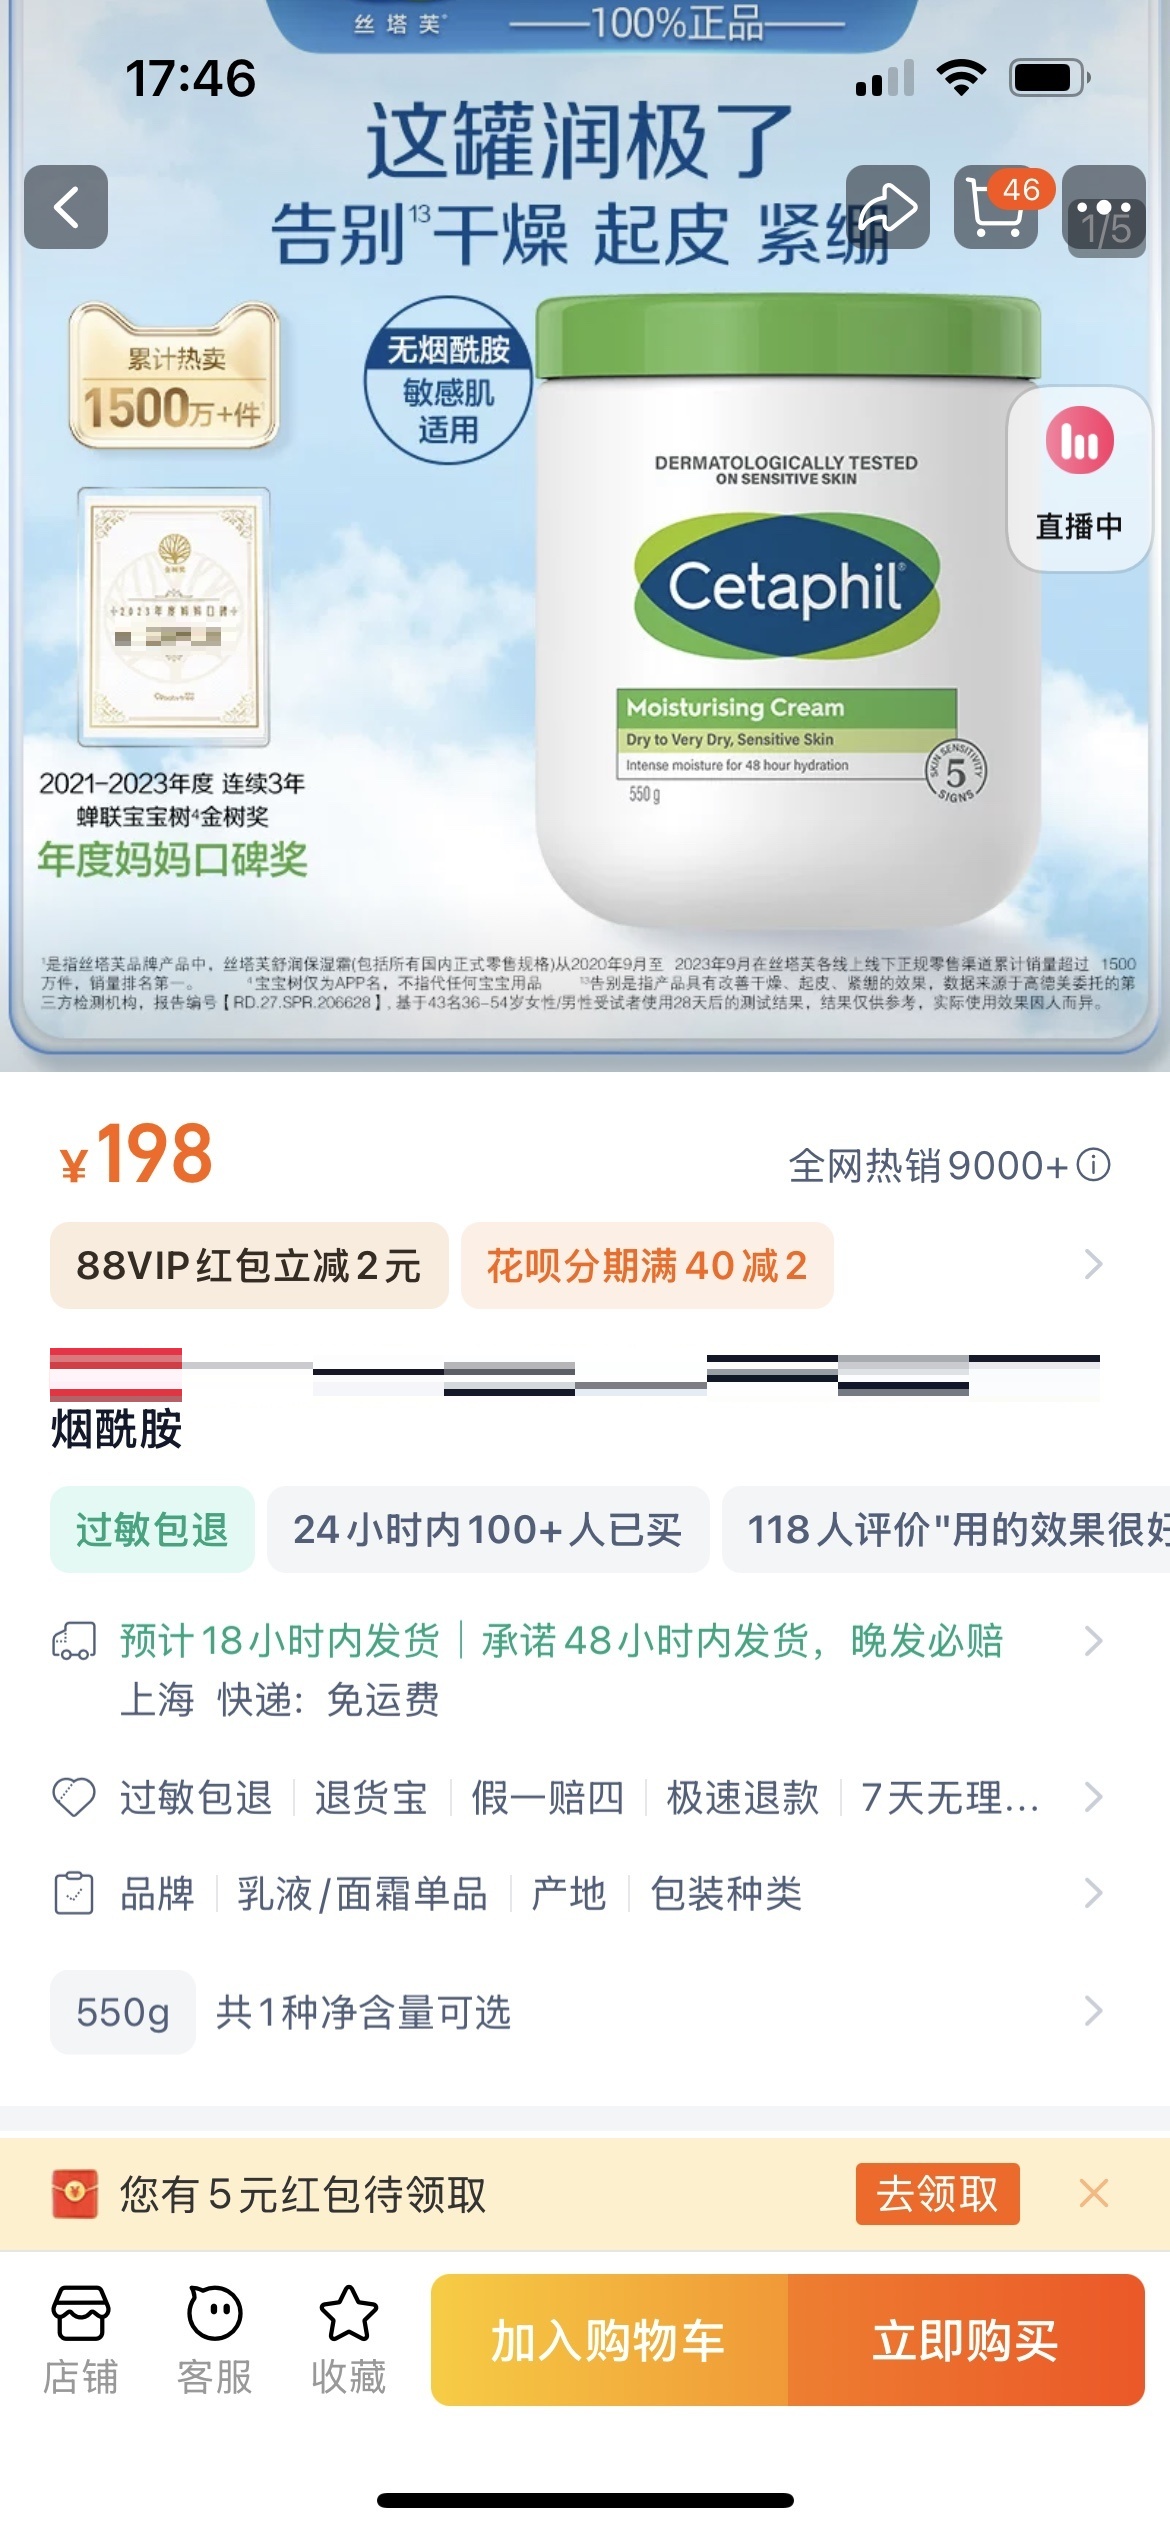 丝塔芙
100%正品
17:46
这罐润极了
告别13干燥 起皮 紧绷
46
1/5
累计热卖
1500万+件
无烟酰胺
敏感肌
适用
DERMATOLOGICALLY TESTED
ON SENSITIVE SKIN
直播中
Cetaphil®
2023年度妈妈口碑
Moisturising Cream
Dry to Very Dry, Sensitive Skin
Intense moisture for 48 hour hydration
550 g
SKIN SENSITIVITY
5
SIGNS
2021-2023年度 连续3年
蝉联宝宝树4金树奖
年度妈妈口碑奖
1是指丝塔芙品牌产品中，丝塔芙舒润保湿霜(包括所有国内正式零售规格)从2020年9月至 2023年9月在丝塔芙各线上线下正规零售渠道累计销量超过 1500
万件，销量排名第一。 4宝宝树仅为APP名，不指代任何宝宝用品 13告别是指产品具有改善干燥、起皮、紧绷的效果，数据来源于高德美委托的第
三方检测机构，报告编号【RD.27.SPR.206628】, 基于43名36-54岁女性/男性受试者使用28天后的测试结果，结果仅供参考，实际使用效果因人而异。
¥198
全网热销9000+
88VIP红包立减2元
花呗分期满40减2
烟酰胺
过敏包退
24小时内100+人已买
118人评价"用的效果很好
预计18小时内发货｜承诺48小时内发货，晚发必赔
上海 快递: 免运费
过敏包退 退货宝 假一赔四 极速退款 7天无理...
品牌 乳液/面霜单品 产地 包装种类
550g 共1种净含量可选
您有5元红包待领取
去领取
店铺
客服
收藏
加入购物车
立即购买